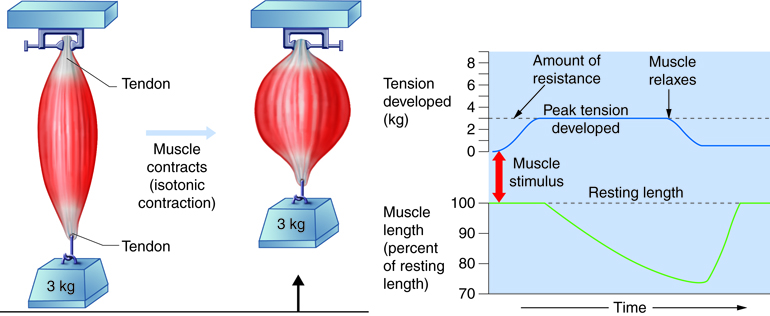 Tendon
Muscle
contracts
(isotonic
contraction)
Tendon
3 kg
3 kg
Tension
developed
(kg)
8
6
4
2
0
Amount of
resistance
Muscle
relaxes
Peak tension
developed
Muscle
stimulus
Resting length
Muscle
length
(percent
of resting
length)
100
90
80
70
Time